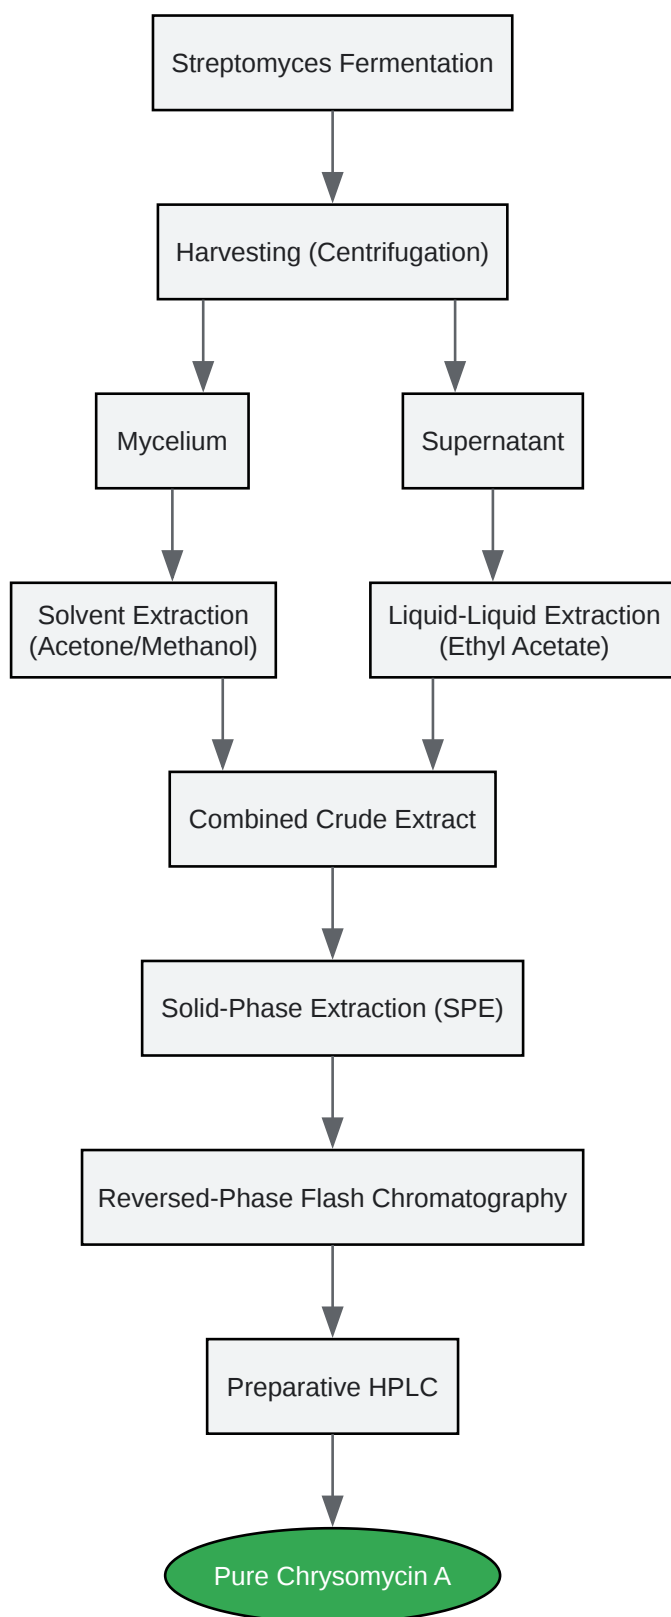 Streptomyces Fermentation
Harvesting (Centrifugation)
Mycelium
Supernatant
Solvent Extraction
(Acetone/Methanol)
Liquid-Liquid Extraction
(Ethyl Acetate)
Combined Crude Extract
Solid-Phase Extraction (SPE)
Reversed-Phase Flash Chromatography
Preparative HPLC
Pure Chrysomycin A